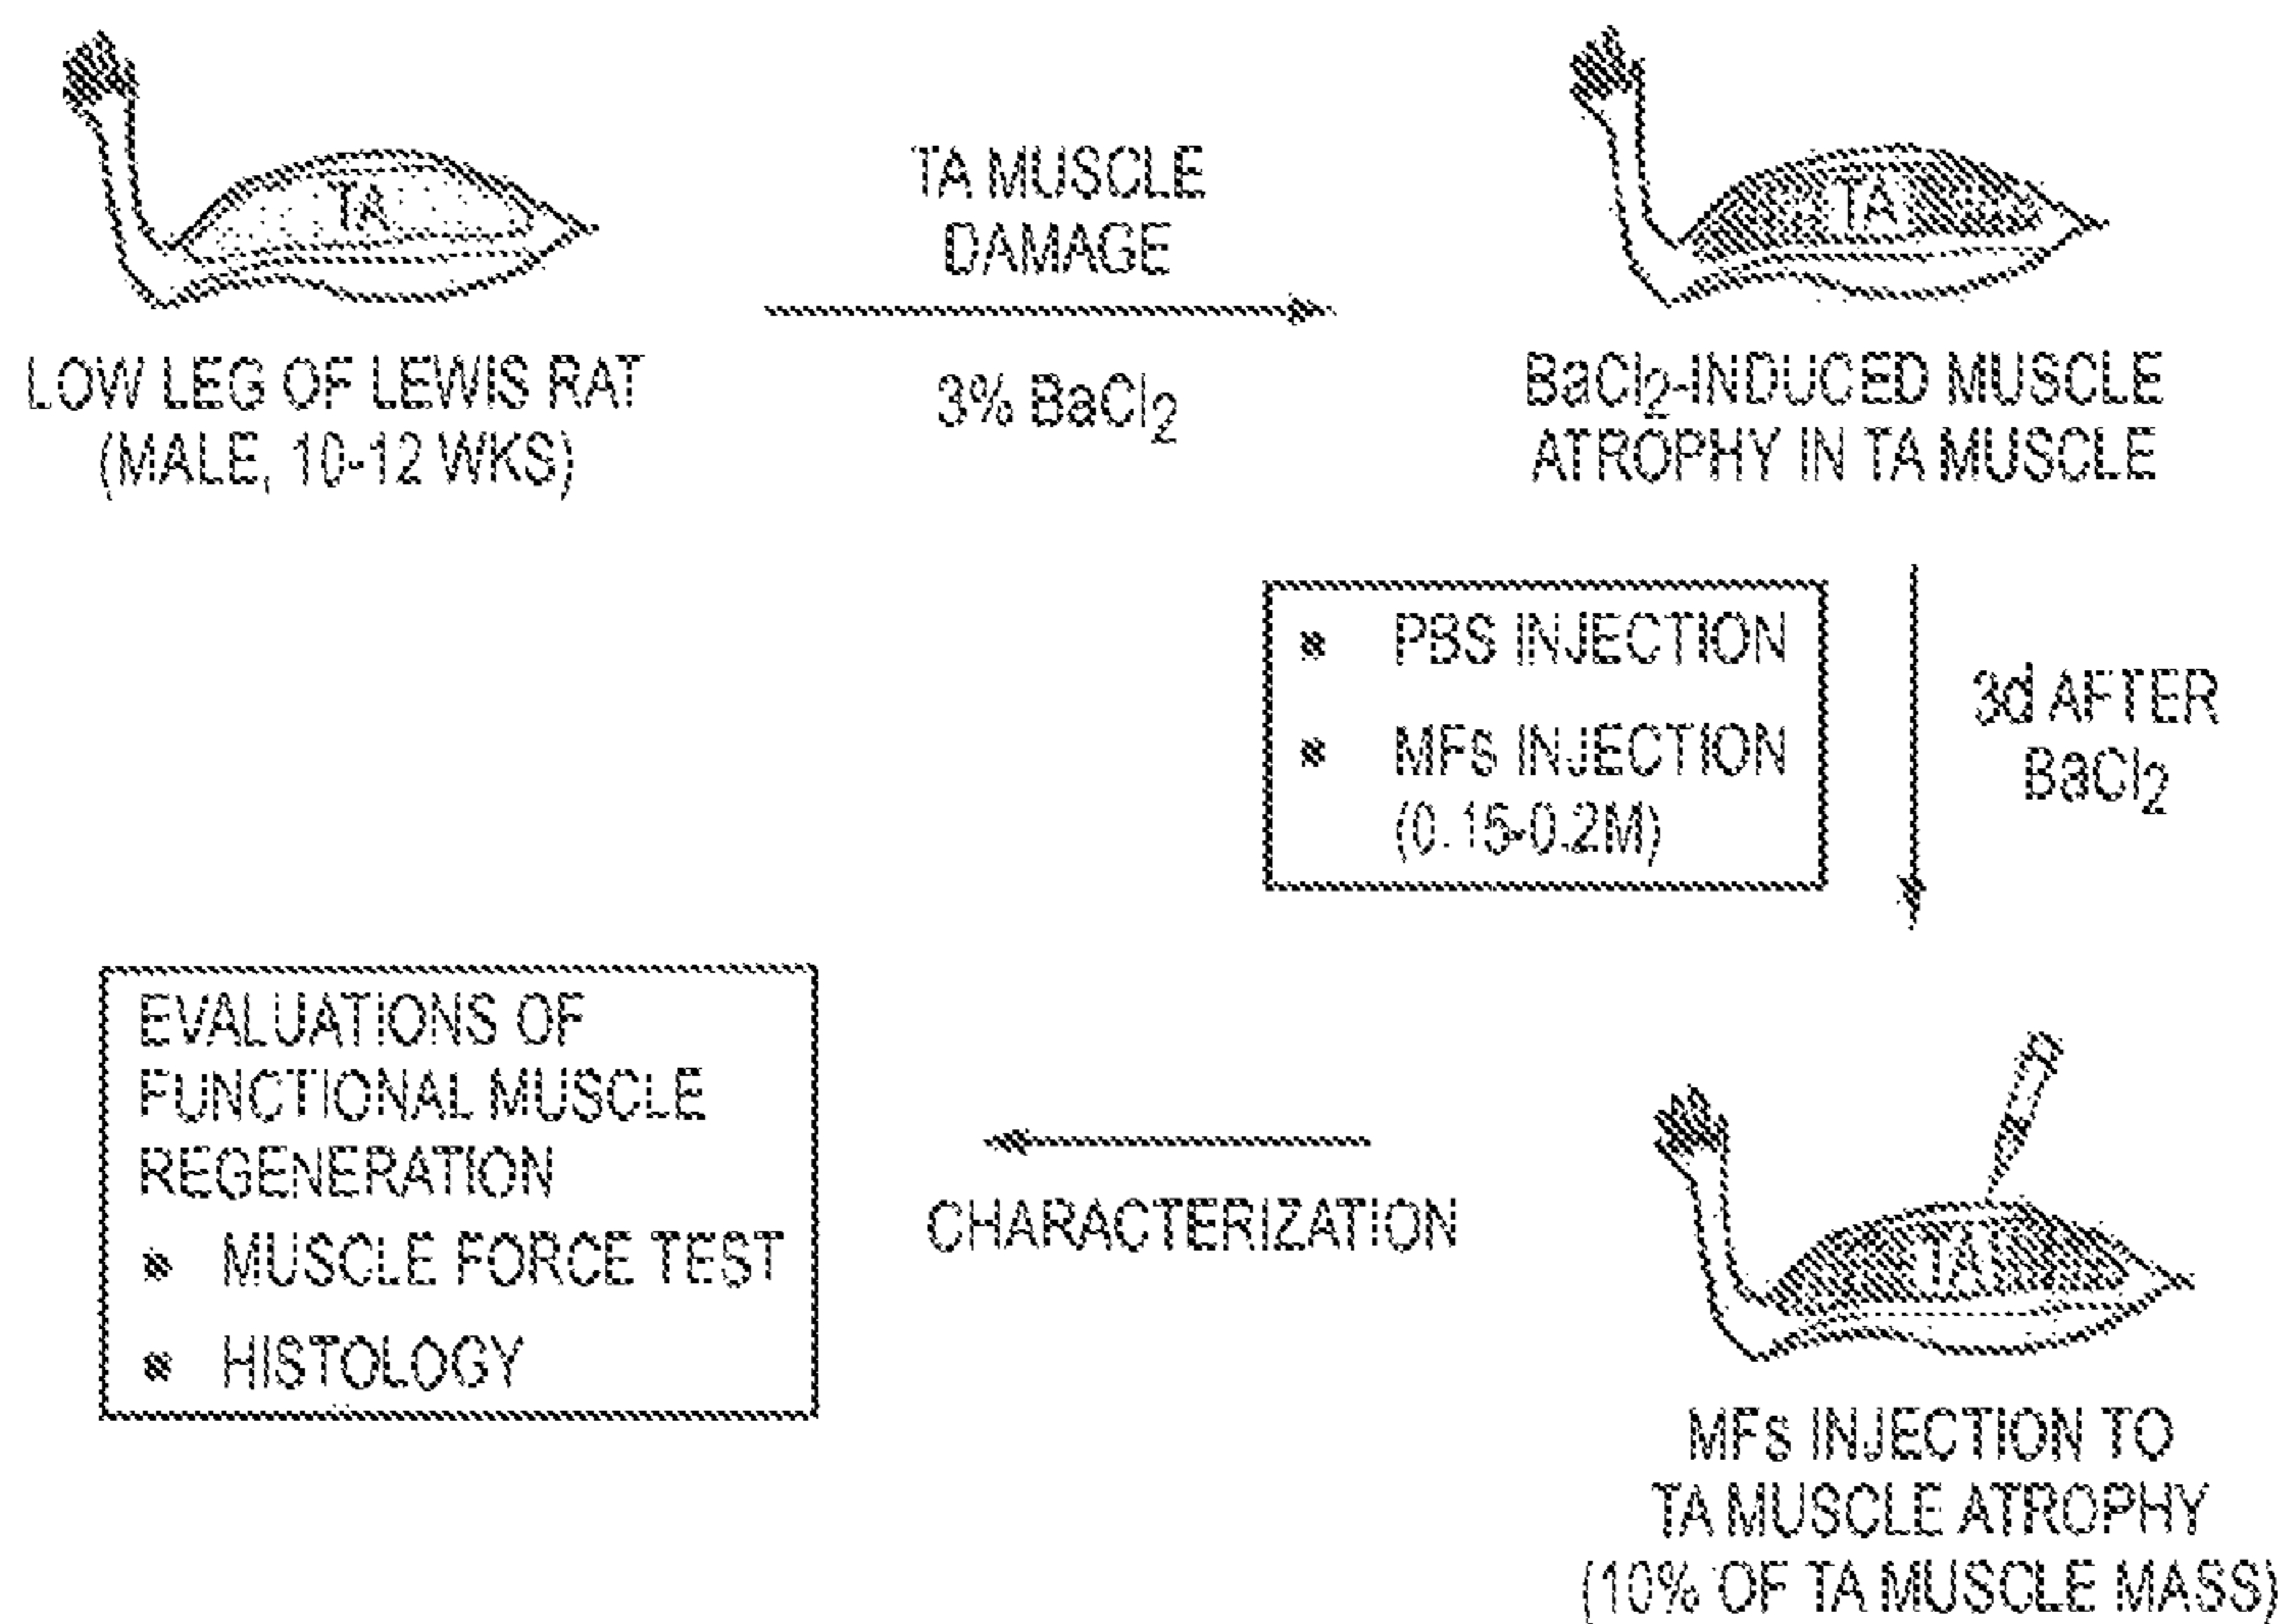 TA
LOW LEG OF LEWIS RAT
(MALE, 10-12 WKS)
TA MUSCLE
DAMAGE
3% BaCl₂
TA
BaCl₂-INDUCED MUSCLE
ATROPHY IN TA MUSCLE
▪ PBS INJECTION
▪ MFs INJECTION
(0.15-0.2M)
3d AFTER
BaCl₂
TA
MFs INJECTION TO
TA MUSCLE ATROPHY
(10% OF TA MUSCLE MASS)
CHARACTERIZATION
EVALUATIONS OF
FUNCTIONAL MUSCLE
REGENERATION
▪ MUSCLE FORCE TEST
▪ HISTOLOGY